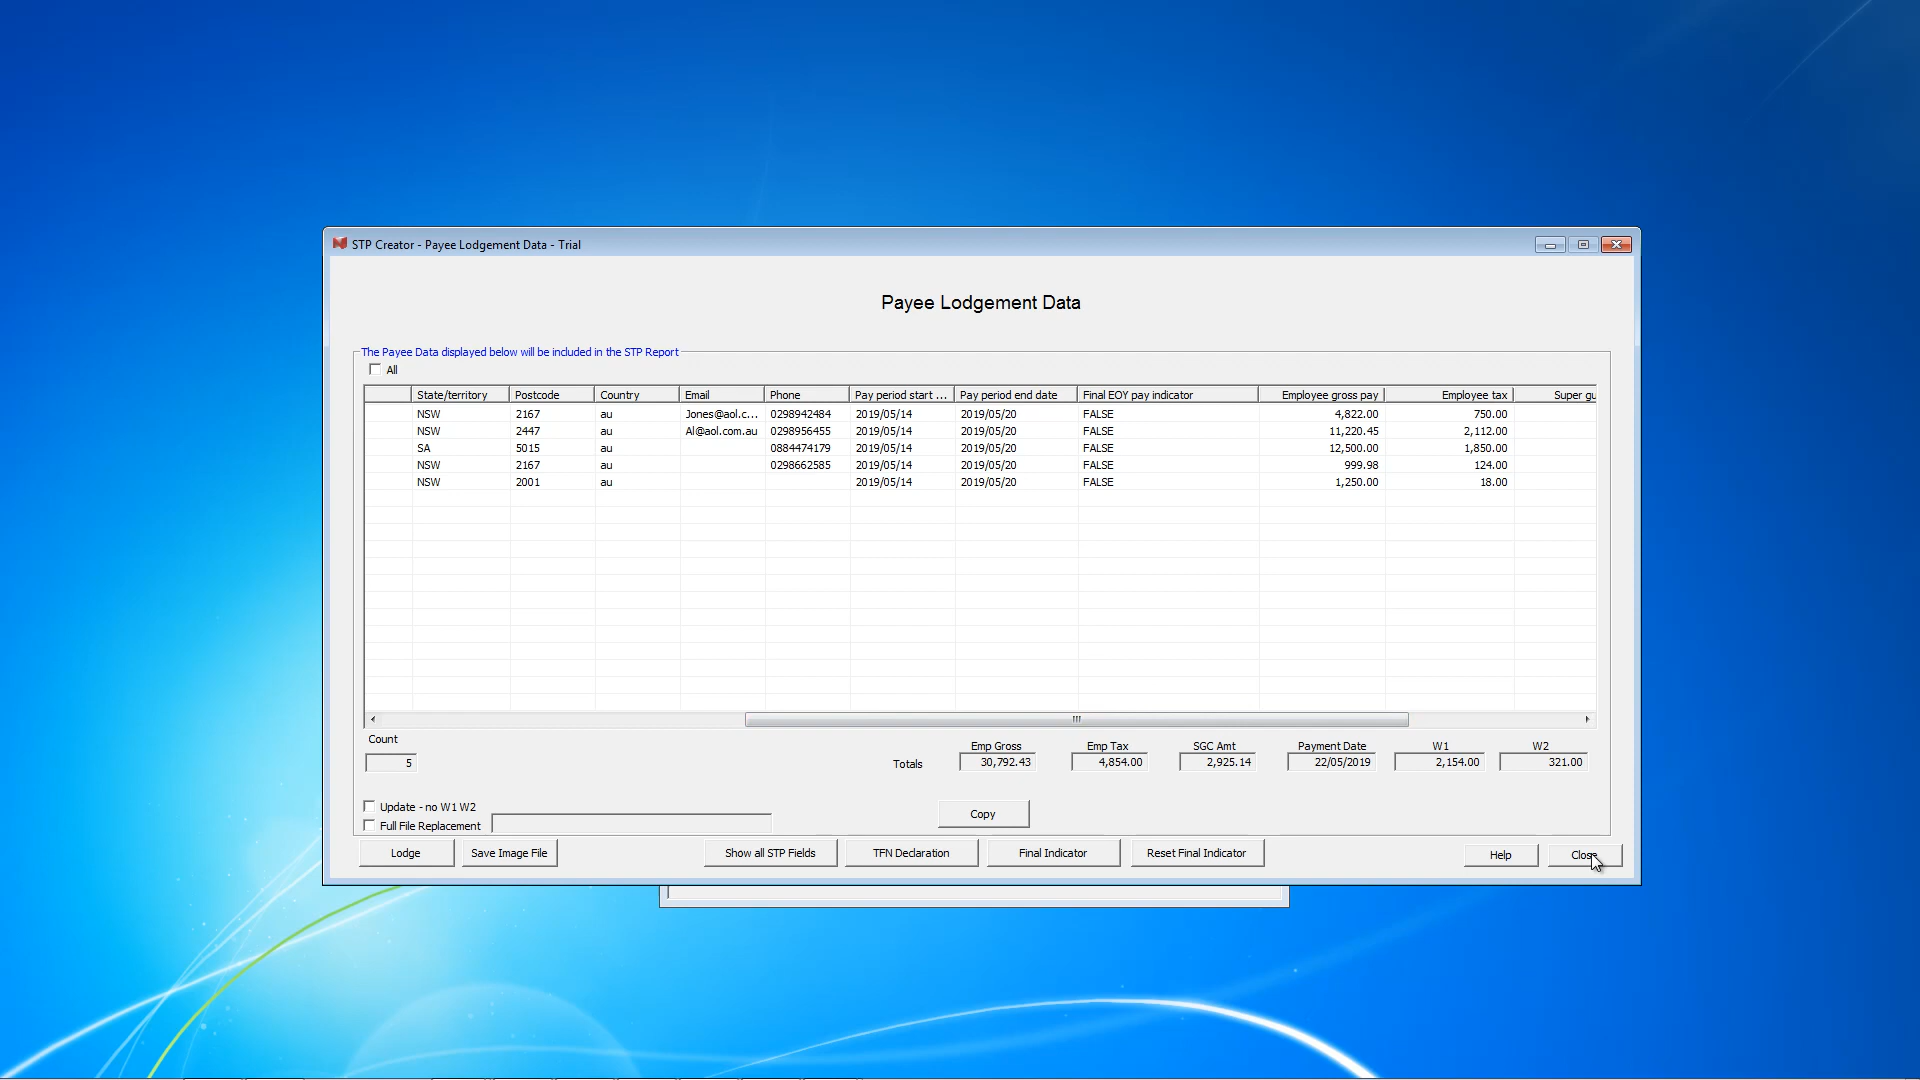 STP Creator - Payee Lodgement Data - Trial
Payee Lodgement Data
The Payee Data displayed below will be included in the STP Report
All
State/territory Postcode Country Email Phone Pay period start ... Pay period end date Final EOY pay indicator Employee gross pay Employee tax Super gu
NSW 2167 au Jones@aol.c... 0298942484 2019/05/14 2019/05/20 FALSE 4,822.00 750.00
NSW 2447 au Al@aol.com.au 0298956455 2019/05/14 2019/05/20 FALSE 11,220.45 2,112.00
SA 5015 au 0884474179 2019/05/14 2019/05/20 FALSE 12,500.00 1,850.00
NSW 2167 au 0298662585 2019/05/14 2019/05/20 FALSE 999.98 124.00
NSW 2001 au 2019/05/14 2019/05/20 FALSE 1,250.00 18.00
Count Emp Gross Emp Tax SGC Amt Payment Date W1 W2
5 Totals 30,792.43 4,854.00 2,925.14 22/05/2019 2,154.00 321.00
Update - no W1 W2
Full File Replacement Copy
Lodge Save Image File Show all STP Fields TFN Declaration Final Indicator Reset Final Indicator Help Close